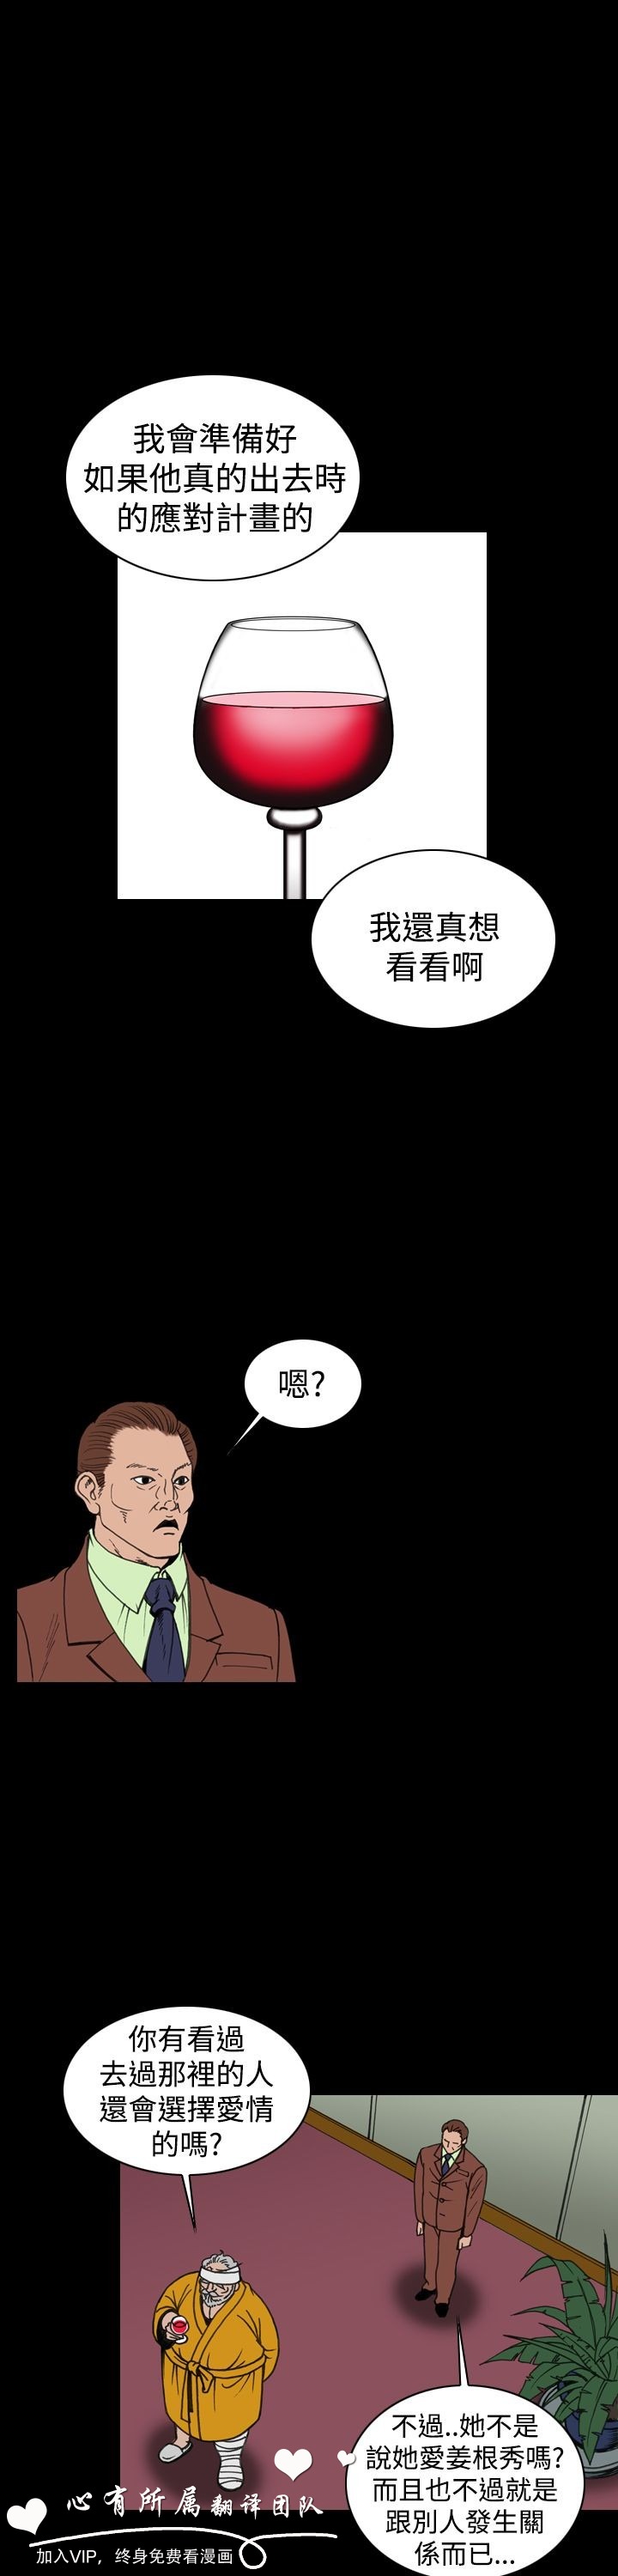 我會準備好
如果他真的出去時
的應對計畫的
我還真想
看看啊
嗯?
你有看過
去過那裡的人
還會選擇愛情
的嗎?
不過..她不是
說她愛姜根秀嗎?
而且也不過就是
跟別人發生關
係而已...
心有所属翻译团队
加入VIP，终身免费看漫画